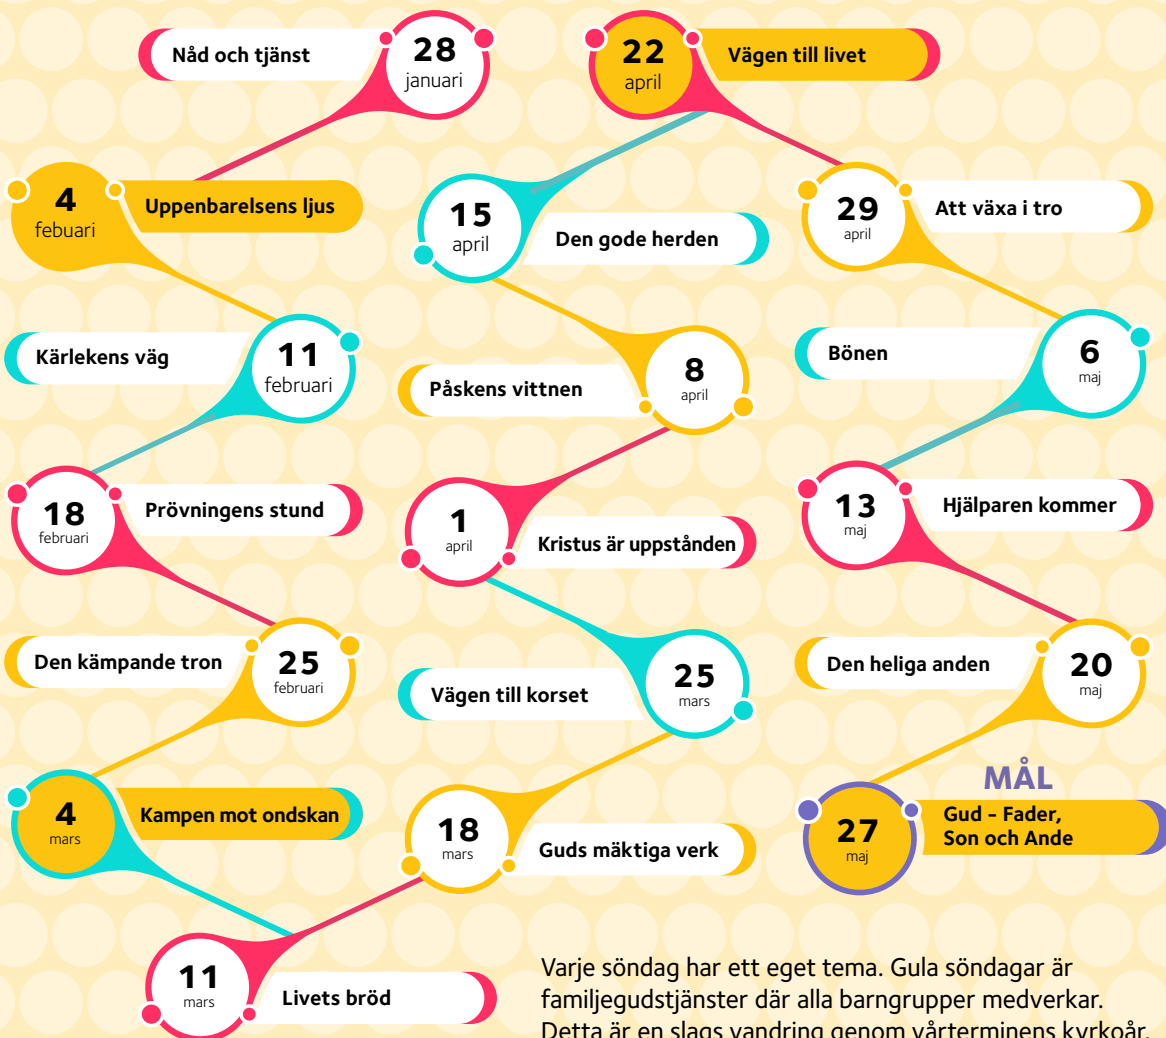 28
januari
Nåd och tjänst
4
febuari
Uppenbarelsens ljus
11
februari
Kärlekens väg
18
februari
Prövningens stund
25
februari
Den kämpande tron
4
mars
Kampen mot ondskan
11
mars
Livets bröd
18
mars
Guds mäktiga verk
25
mars
Vägen till korset
1
april
Kristus är uppstånden
8
april
Påskens vittnen
15
april
Den gode herden
22
april
Vägen till livet
29
april
Att växa i tro
6
maj
Bönen
13
maj
Hjälparen kommer
20
maj
Den heliga anden
MÅL
27
maj
Gud - Fader,
Son och Ande
Varje söndag har ett eget tema. Gula söndagar är
familjegudstjänster där alla barngrupper medverkar.
Detta är en slags vandring genom vårterminens kyrkoår.